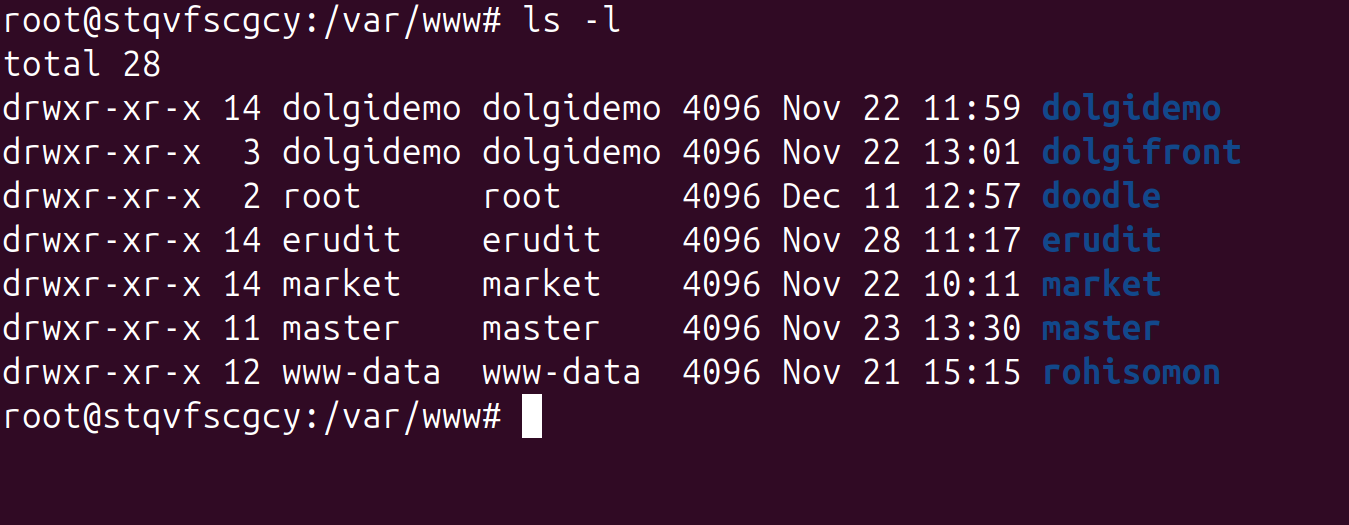 root@stqvfscgcy:/var/www# ls -l
total 28
drwxr-xr-x 14 dolgidemo dolgidemo 4096 Nov 22 11:59 dolgidemo
drwxr-xr-x  3 dolgidemo dolgidemo 4096 Nov 22 13:01 dolgifront
drwxr-xr-x  2 root      root      4096 Dec 11 12:57 doodle
drwxr-xr-x 14 erudit    erudit    4096 Nov 28 11:17 erudit
drwxr-xr-x 14 market    market    4096 Nov 22 10:11 market
drwxr-xr-x 11 master    master    4096 Nov 23 13:30 master
drwxr-xr-x 12 www-data  www-data  4096 Nov 21 15:15 rohisomon
root@stqvfscgcy:/var/www#